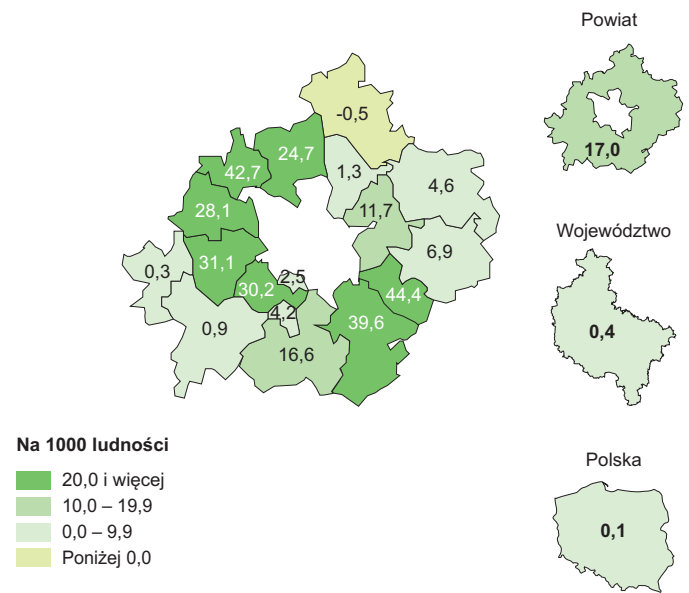 Powiat
-0,5
24,7
42,7
1,3
4,6
17,0
28,1
11,7
Województwo
6,9
31,1
0,3
2,5
30,2
44,4
4,2
39,6
0,9
0,4
16,6
Na 1000 ludności
Polska
20,0 i więcej
10,0 – 19,9
0,0 – 9,9
Poniżej 0,0
0,1